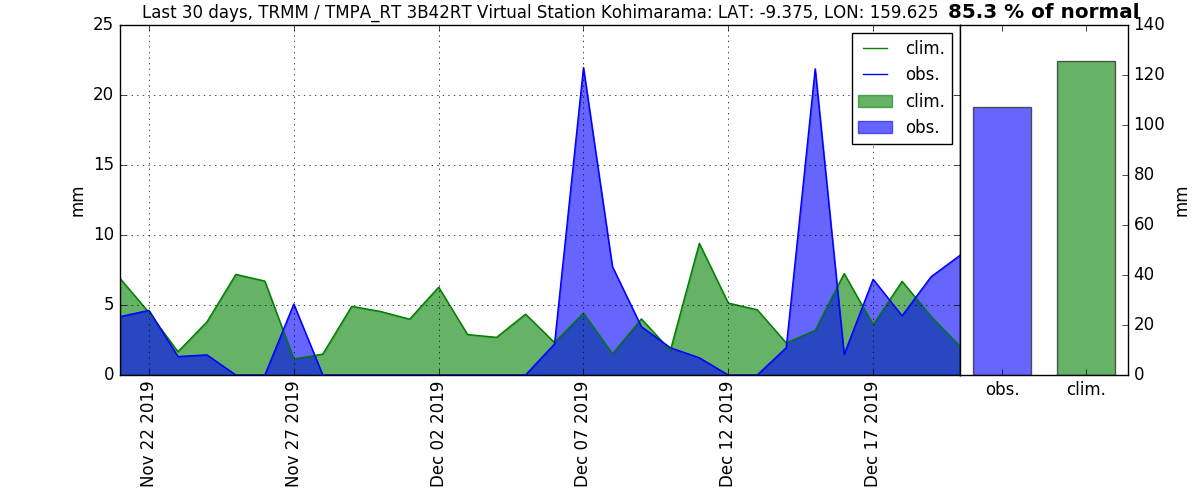 Last 30 days, TRMM / TMPA_RT 3B42RT Virtual Station Kohimarama: LAT: -9.375, LON: 159.625 85.3 % of normal
25
20
15
10
5
0
mm
clim.
obs.
clim.
obs.
Nov 22 2019
Nov 27 2019
Dec 02 2019
Dec 07 2019
Dec 12 2019
Dec 17 2019
140
120
100
80
60
40
20
0
mm
obs.
clim.